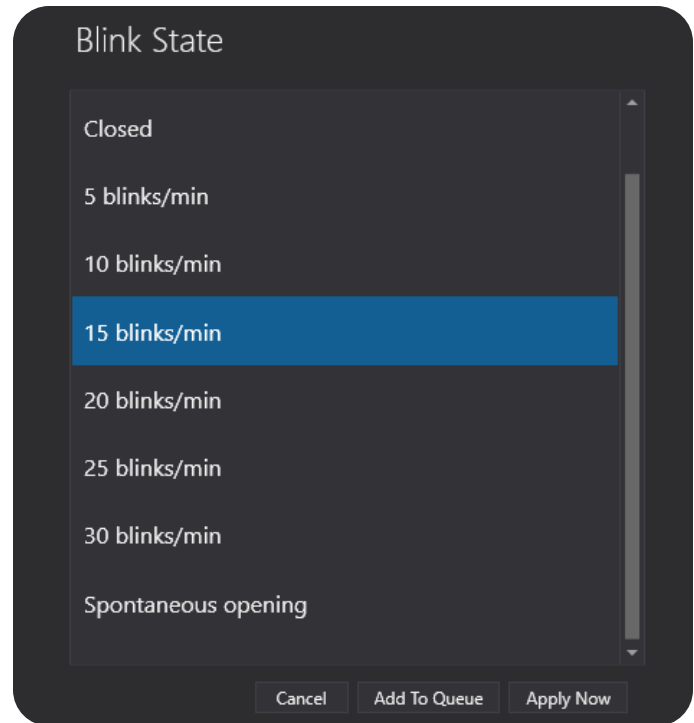 Blink State
Closed
5 blinks/min
10 blinks/min
15 blinks/min
20 blinks/min
25 blinks/min
30 blinks/min
Spontaneous opening
Cancel Add To Queue Apply Now